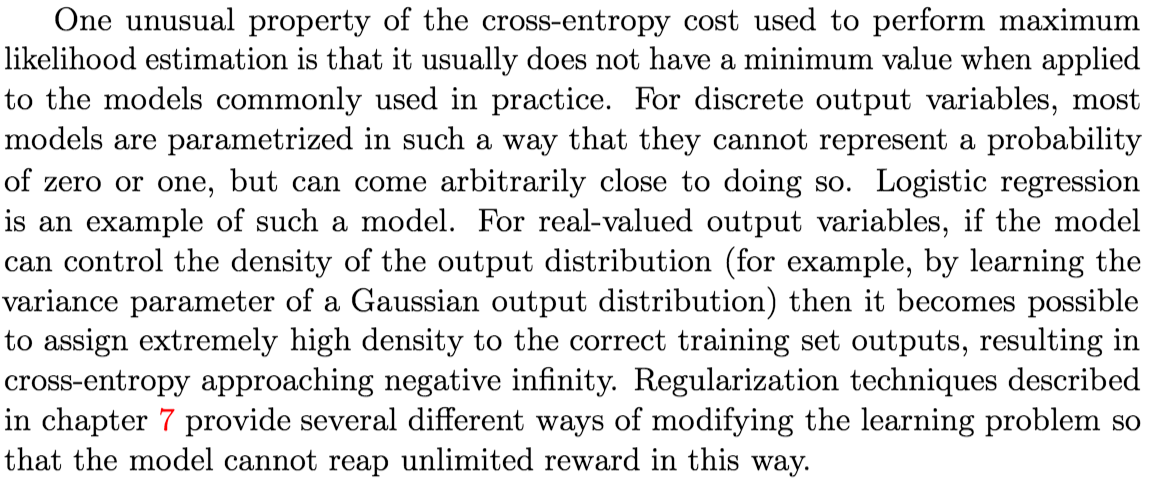 One unusual property of the cross-entropy cost used to perform maximum
likelihood estimation is that it usually does not have a minimum value when applied
to the models commonly used in practice. For discrete output variables, most
models are parametrized in such a way that they cannot represent a probability
of zero or one, but can come arbitrarily close to doing so. Logistic regression
is an example of such a model. For real-valued output variables, if the model
can control the density of the output distribution (for example, by learning the
variance parameter of a Gaussian output distribution) then it becomes possible
to assign extremely high density to the correct training set outputs, resulting in
cross-entropy approaching negative infinity. Regularization techniques described
in chapter 7 provide several different ways of modifying the learning problem so
that the model cannot reap unlimited reward in this way.